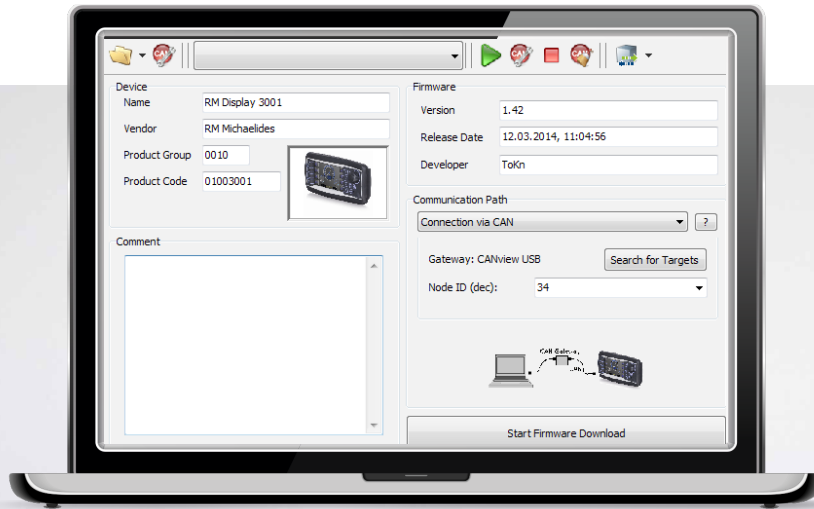 Device
Name
RM Display 3001
Vendor
RM Michaelides
Product Group
0010
Product Code
01003001
Comment
Firmware
Version
1.42
Release Date
12.03.2014, 11:04:56
Developer
ToKn
Communication Path
Connection via CAN
?
Gateway: CANview USB
Search for Targets
Node ID (dec):
34
CAN Gateway
Start Firmware Download